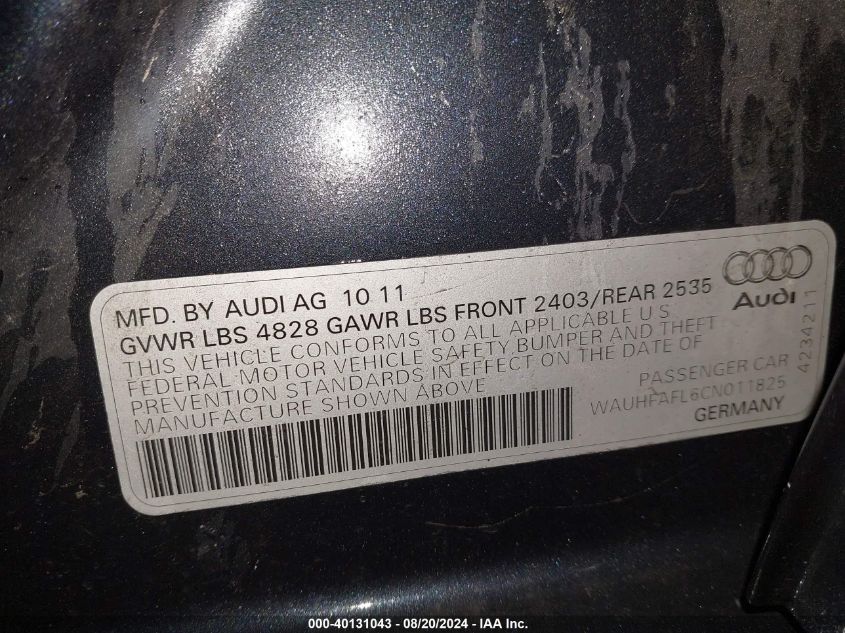 MFD. BY AUDI AG 10 11
GVWR LBS 4828 GAWR LBS FRONT 2403/REAR 2535
THIS VEHICLE CONFORMS TO ALL APPLICABLE U S
FEDERAL MOTOR VEHICLE SAFETY, BUMPER AND THEFT
PREVENTION STANDARDS IN EFFECT ON THE DATE OF
MANUFACTURE SHOWN ABOVE
Audi
4234211
PASSENGER CAR
WAUHFAFL6CN011825
GERMANY
000-40131043 - 08/20/2024 - IAA Inc.